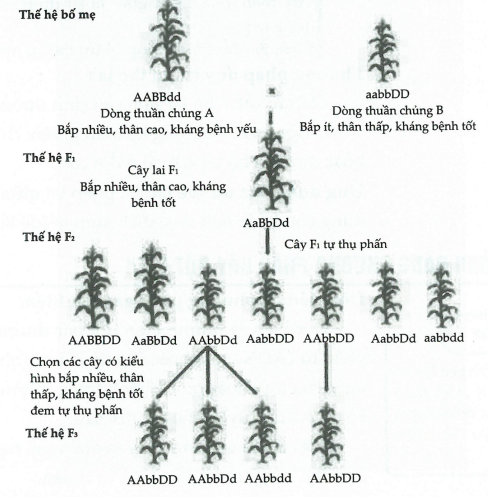 Thế hệ bố mẹ
AABBdd
Dòng thuần chủng A
Bắp nhiều, thân cao, kháng bệnh yếu
aabbDD
Dòng thuần chủng B
Bắp ít, thân thấp, kháng bệnh tốt
Thế hệ F₁
Cây lai F₁
Bắp nhiều, thân cao, kháng
bệnh tốt
AaBbDd
Thế hệ F₂
Cây F₁ tự thụ phấn
AABBDD AaBbDd AAbbDd AabbDD AAbbDD AabbDd aabbdd
Chọn các cây có kiểu
hình bắp nhiều, thân
thấp, kháng bệnh tốt
đem tự thụ phấn
Thế hệ F₃
AAbbDD AAbbDd AAbbdd AAbbDD